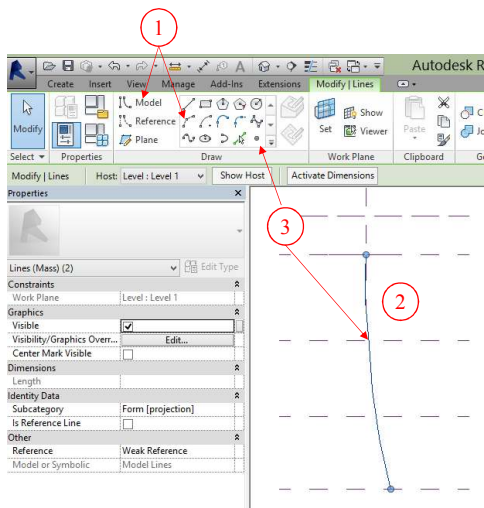 1
Autodesk R
Create Insert View Manage Add-Ins Extensions Modify | Lines
Modify
Model
Reference
Plane
Set
Show
Viewer
Paste
C
Jo
Select Properties Draw Work Plane Clipboard Ge
Modify | Lines Host: Level : Level 1 Show Host Activate Dimensions
Properties
3
2
Lines (Mass) (2) Edit Type
Constraints
Work Plane Level : Level 1
Graphics
Visible
Visibility/Graphics Overr... Edit...
Center Mark Visible
Dimensions
Length
Identity Data
Subcategory Form [projection]
Is Reference Line
Other
Reference Weak Reference
Model or Symbolic Model Lines